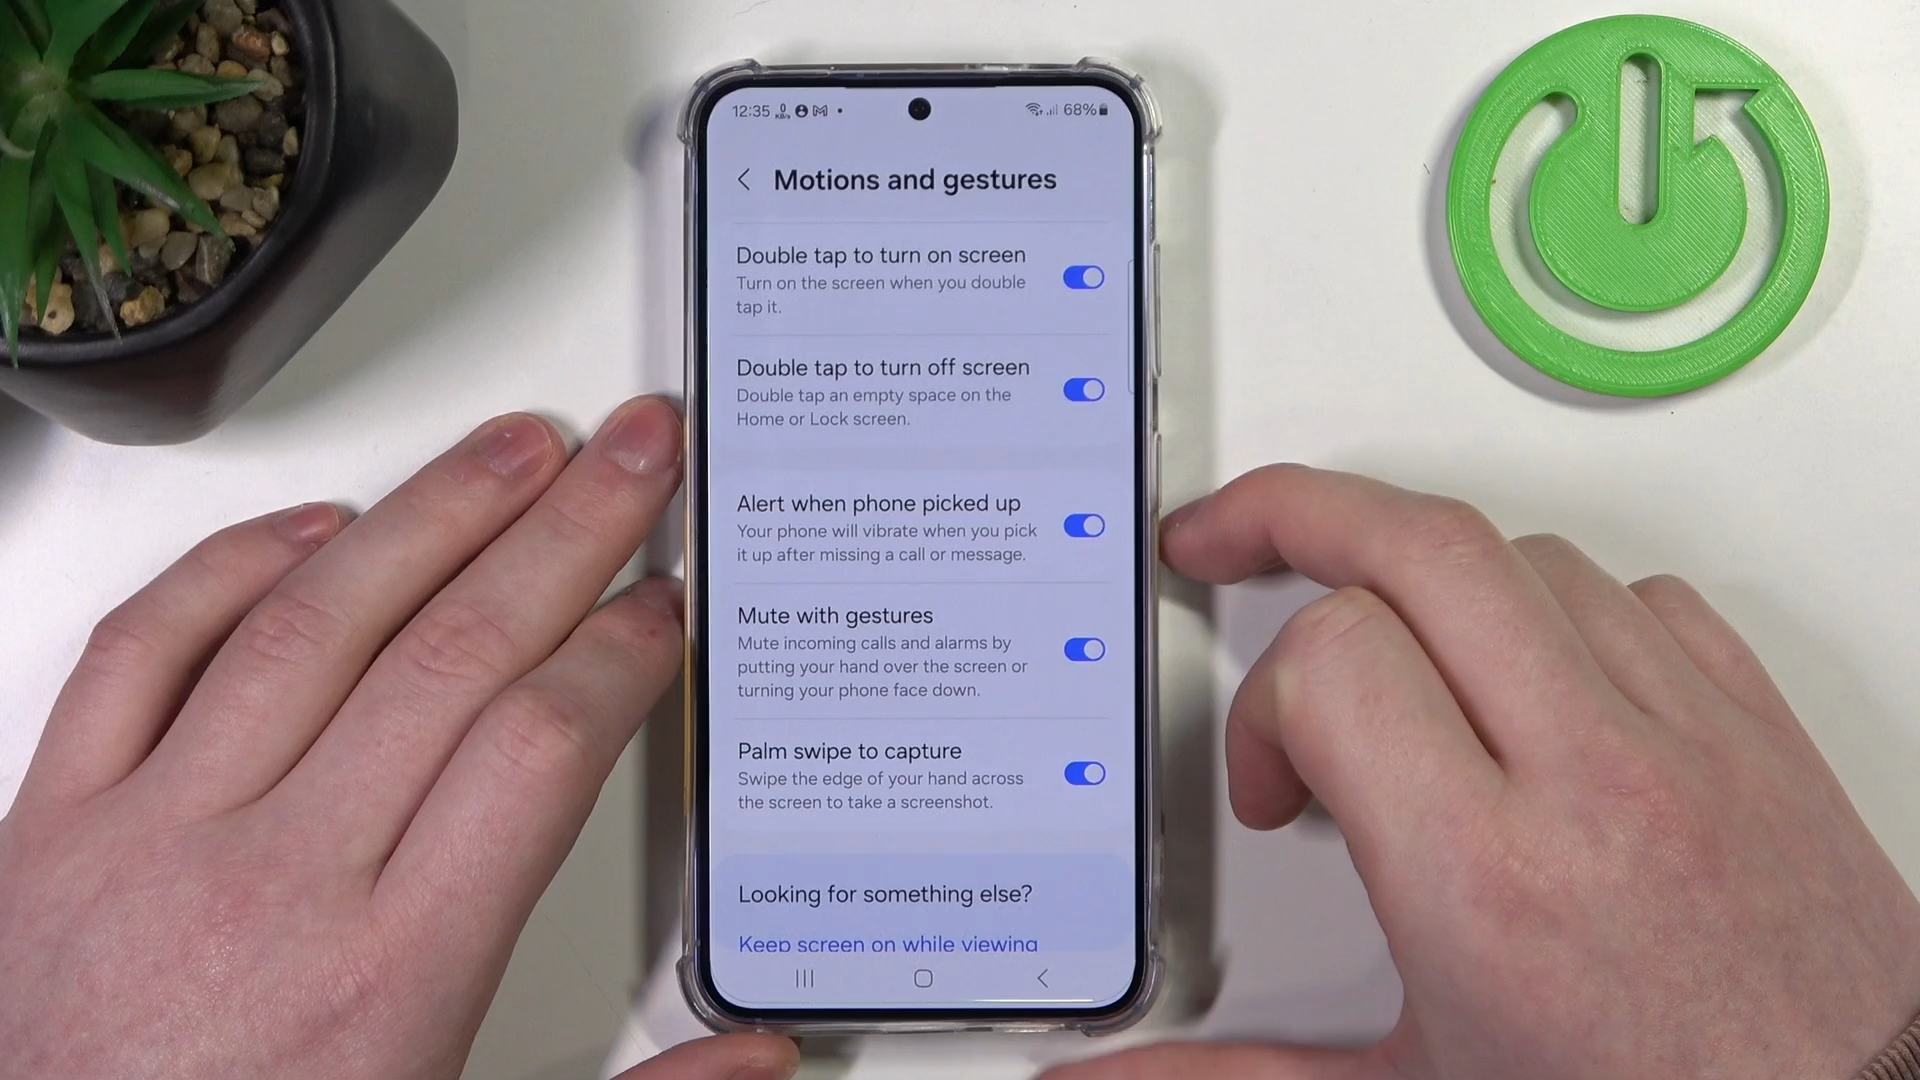 12:35 0 KB/s 68%
Motions and gestures
Double tap to turn on screen
Turn on the screen when you double
tap it.
Double tap to turn off screen
Double tap an empty space on the
Home or Lock screen.
Alert when phone picked up
Your phone will vibrate when you pick
it up after missing a call or message.
Mute with gestures
Mute incoming calls and alarms by
putting your hand over the screen or
turning your phone face down.
Palm swipe to capture
Swipe the edge of your hand across
the screen to take a screenshot.
Looking for something else?
Keep screen on while viewing